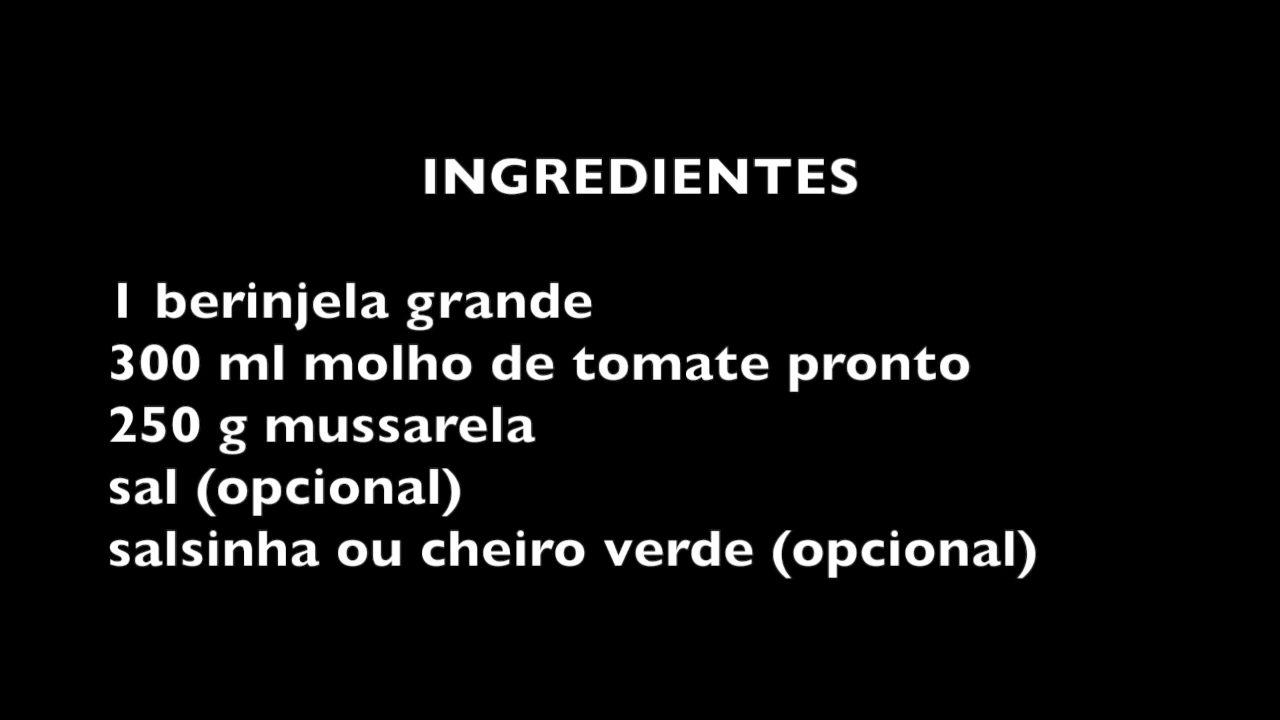 INGREDIENTES
1 berinjela grande
300 ml molho de tomate pronto
250 g mussarela
sal (opcional)
salsinha ou cheiro verde (opcional)